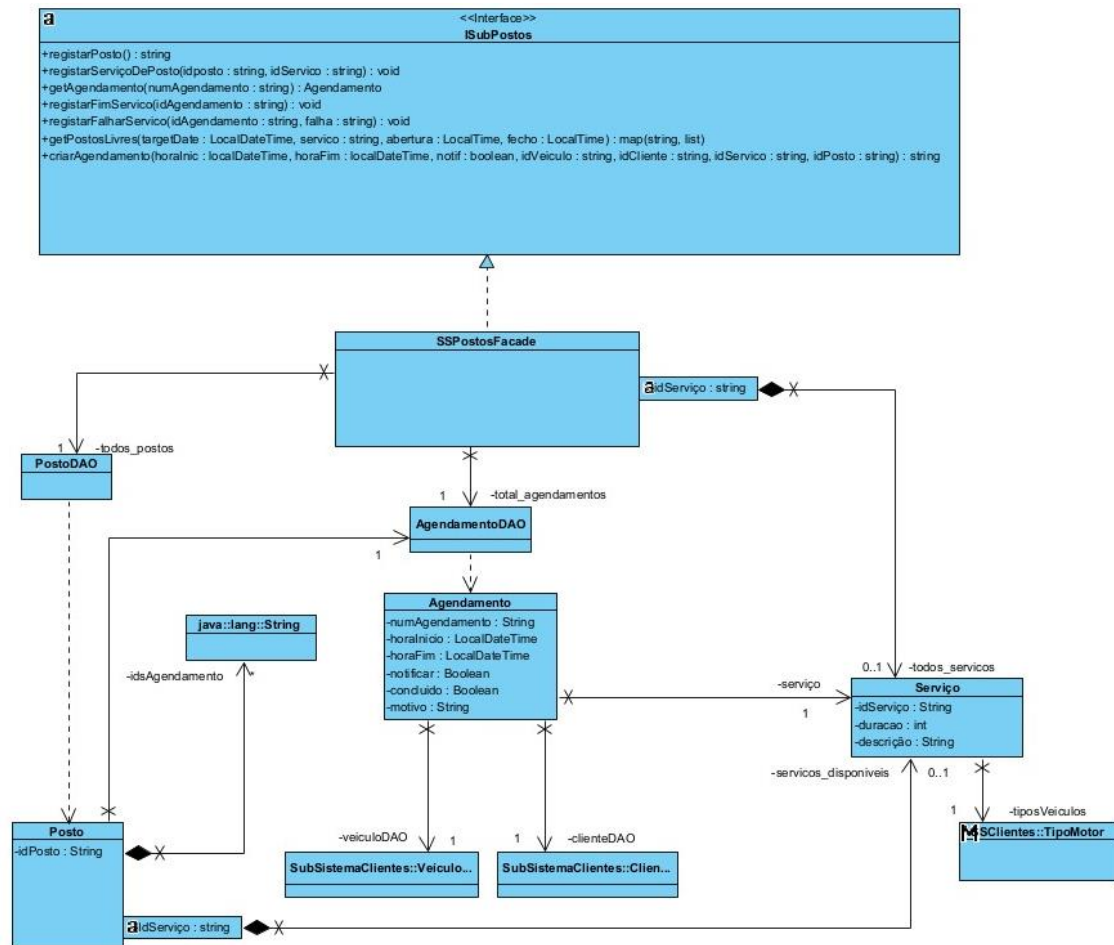 a
<<Interface>>
ISubPostos
+registarPosto() : string
+registarServiçoDePosto(idposto : string, idServico : string) : void
+getAgendamento(numAgendamento : string) : Agendamento
+registarFimServico(idAgendamento : string) : void
+registarFalharServico(idAgendamento : string, falha : string) : void
+getPostosLivres(targetDate : LocalDateTime, servico : string, abertura : LocalTime, fecho : LocalTime) : map(string, list)
+criarAgendamento(horaInic : localDateTime, horaFim : localDateTime, notif : boolean, idVeiculo : string, idCliente : string, idServico : string, idPosto : string) : string
SSPostosFacade
a idServiço : string
1 -todos_postos
PostoDAO
1 -total_agendamentos
AgendamentoDAO
1
Agendamento
-numAgendamento : String
-horaInicio : LocalDateTime
-horaFim : LocalDateTime
-notificar : Boolean
-concluido : Boolean
-motivo : String
java::lang::String
-idsAgendamento *
0..1 -todos_servicos
-serviço
1
Serviço
-idServiço : String
-duracao : int
-descrição : String
-servicos_disponiveis 0..1
1 -tiposVeiculos
M SClientes::TipoMotor
-veiculoDAO 1
1 -clienteDAO
SubSistemaClientes::Veiculo...
SubSistemaClientes::Clien...
Posto
-idPosto : String
a IdServiço : string